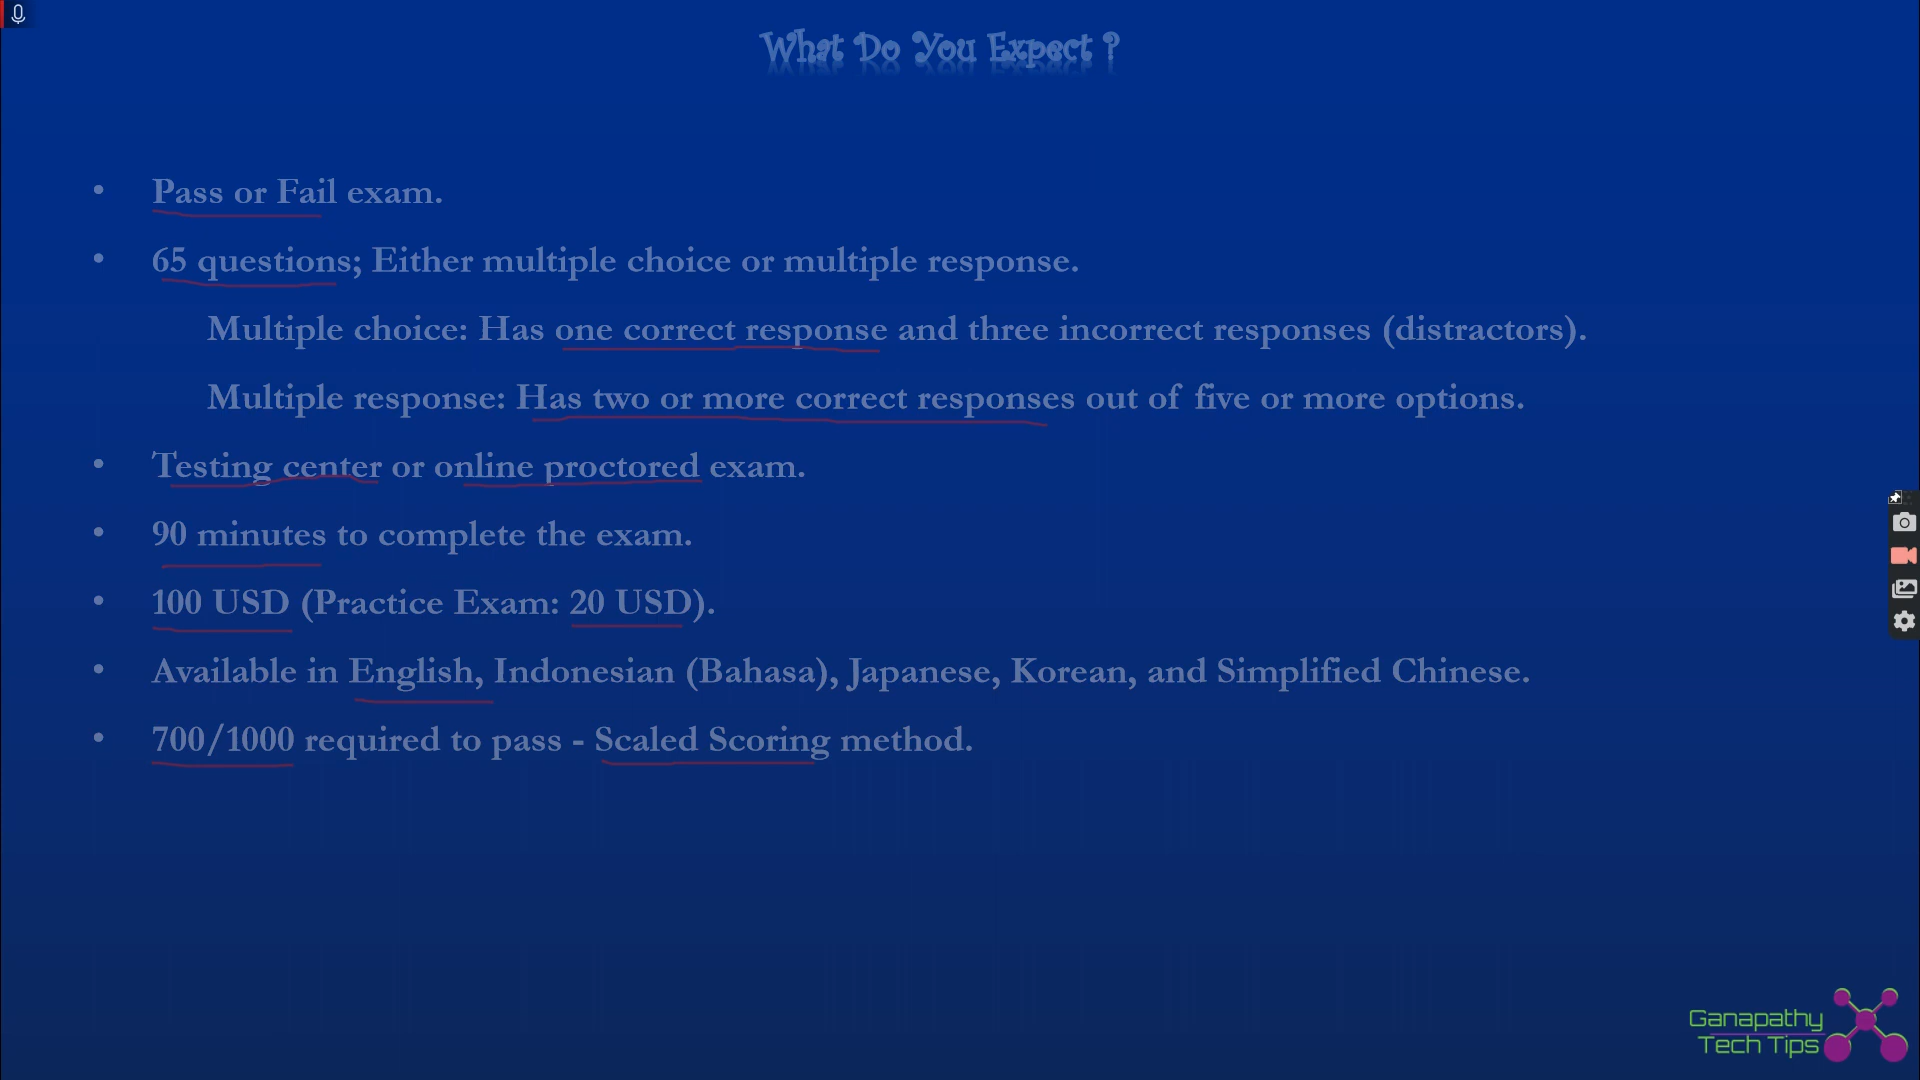 What Do You Expect ?
• Pass or Fail exam.
• 65 questions; Either multiple choice or multiple response.
Multiple choice: Has one correct response and three incorrect responses (distractors).
Multiple response: Has two or more correct responses out of five or more options.
• Testing center or online proctored exam.
• 90 minutes to complete the exam.
• 100 USD (Practice Exam: 20 USD).
• Available in English, Indonesian (Bahasa), Japanese, Korean, and Simplified Chinese.
• 700/1000 required to pass - Scaled Scoring method.
Ganapathy
Tech Tips